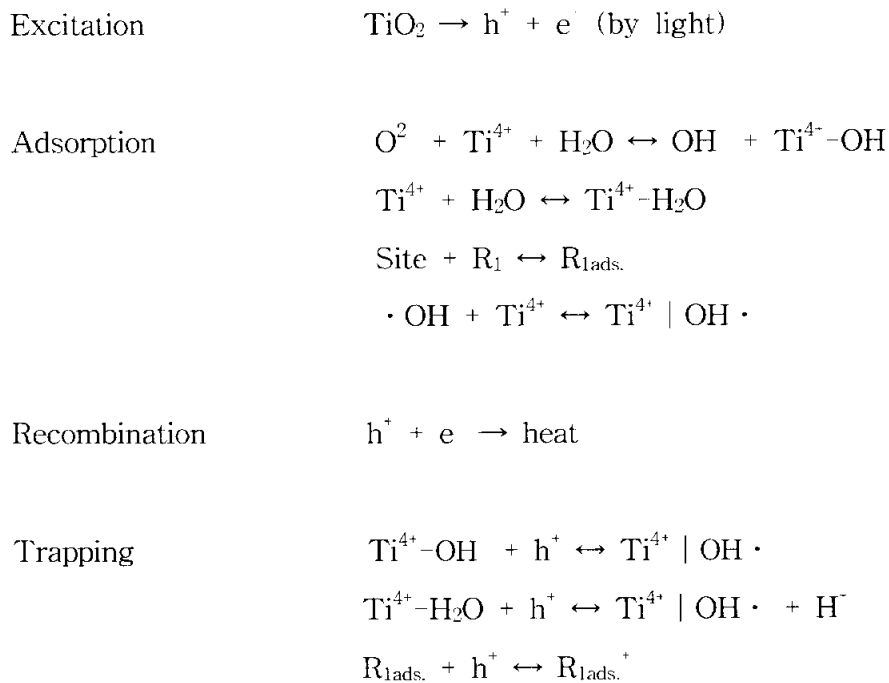 Excitation TiO₂ → h⁺ + e (by light)
Adsorption O² + Ti⁴⁺ + H₂O ↔ OH + Ti⁴⁻-OH
Ti⁴⁺ + H₂O ↔ Ti⁴⁺-H₂O
Site + R₁ ↔ R₁ads.
· OH + Ti⁴⁺ ↔ Ti⁴⁺ | OH ·
Recombination h⁺ + e → heat
Trapping Ti⁴⁺-OH + h⁺ ↔ Ti⁴⁺ | OH ·
Ti⁴⁺-H₂O + h⁺ ↔ Ti⁴⁺ | OH · + H⁻
R₁ads. + h⁺ ↔ R₁ads.⁺